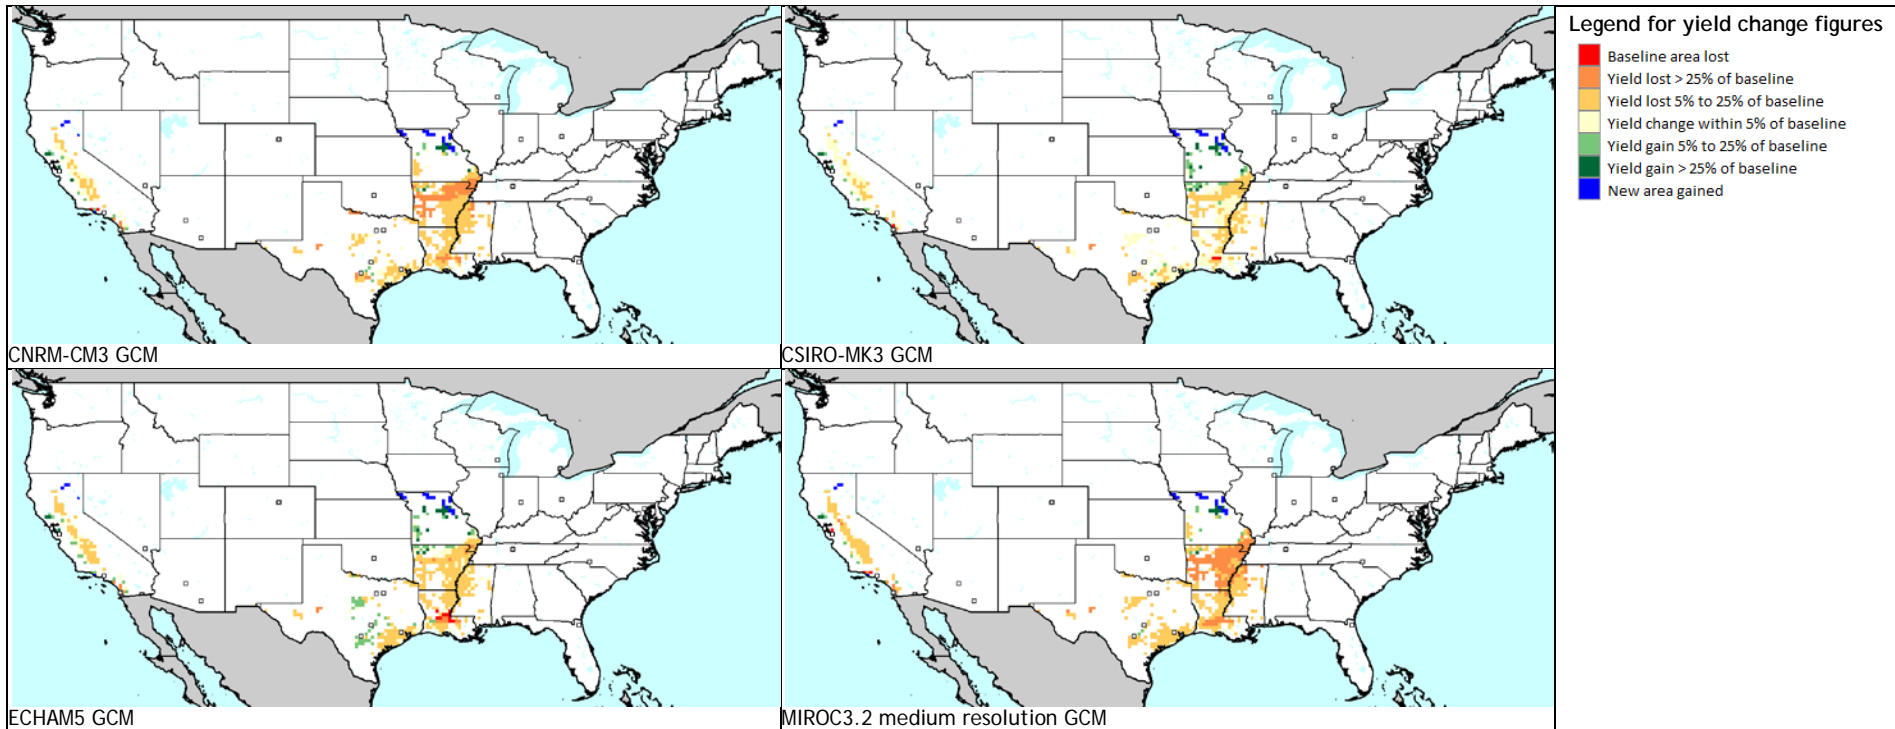 Legend for yield change figures
Baseline area lost
Yield lost > 25% of baseline
Yield lost 5% to 25% of baseline
Yield change within 5% of baseline
Yield gain 5% to 25% of baseline
Yield gain > 25% of baseline
New area gained
CNRM-CM3 GCM
CSIRO-MK3 GCM
ECHAM5 GCM
MIROC3.2 medium resolution GCM